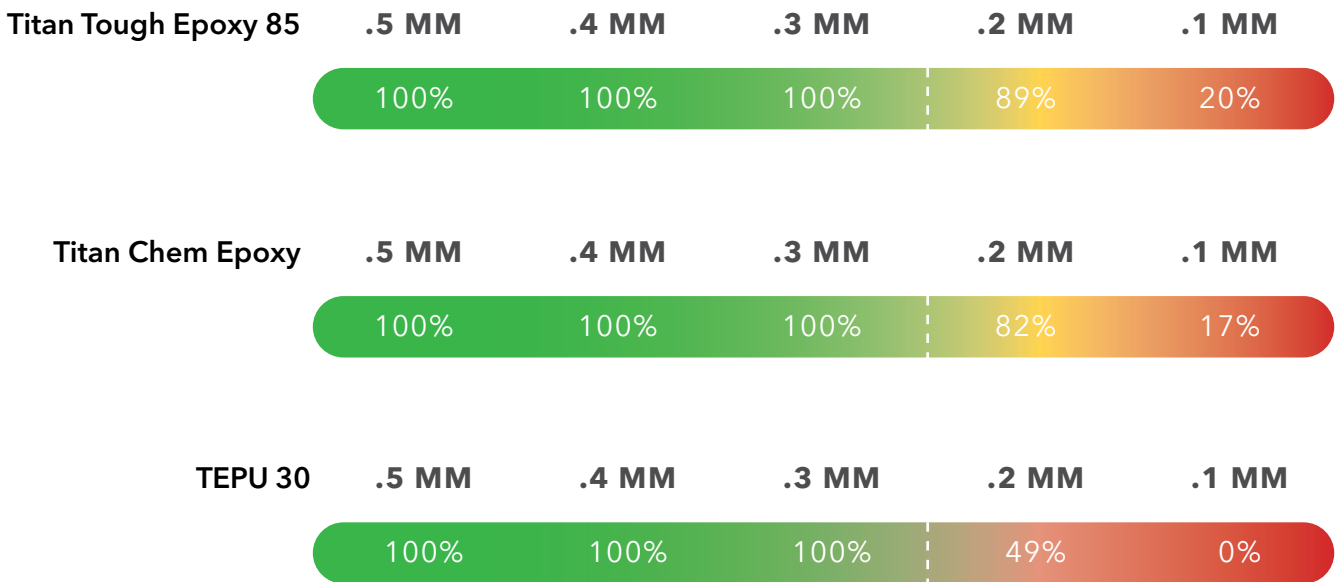 Titan Tough Epoxy 85 .5 MM .4 MM .3 MM .2 MM .1 MM
100% 100% 100% 89% 20%
Titan Chem Epoxy .5 MM .4 MM .3 MM .2 MM .1 MM
100% 100% 100% 82% 17%
TEPU 30 .5 MM .4 MM .3 MM .2 MM .1 MM
100% 100% 100% 49% 0%